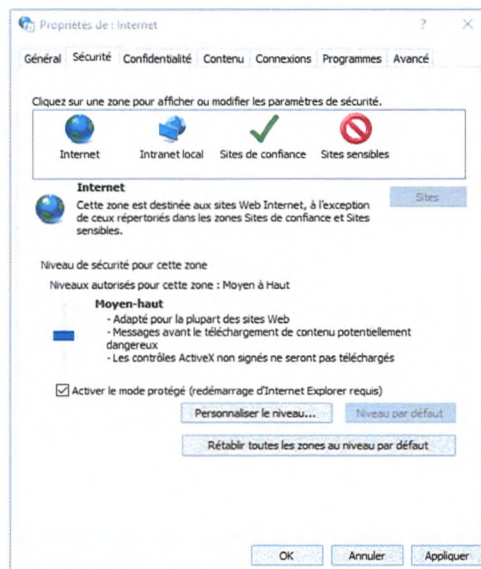 Propriétés de : Internet ? ×
Général Sécurité Confidentialité Contenu Connexions Programmes Avancé
Cliquez sur une zone pour afficher ou modifier les paramètres de sécurité.
Internet Intranet local Sites de confiance Sites sensibles
Internet
Sites
Cette zone est destinée aux sites Web Internet, à l'exception
de ceux répertoriés dans les zones Sites de confiance et Sites
sensibles.
Niveau de sécurité pour cette zone
Niveaux autorisés pour cette zone : Moyen à Haut
Moyen-haut
- Adapté pour la plupart des sites Web
- Messages avant le téléchargement de contenu potentiellement
dangereux
- Les contrôles ActiveX non signés ne seront pas téléchargés
Activer le mode protégé (redémarrage d'Internet Explorer requis)
Personnaliser le niveau... Niveau par défaut
Rétablir toutes les zones au niveau par défaut
OK Annuler Appliquer